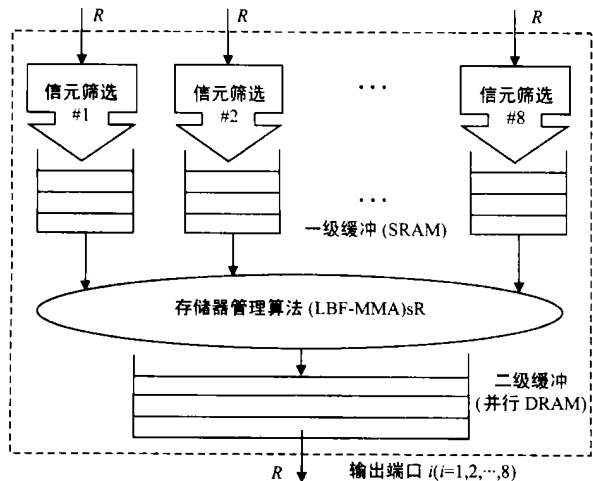 R R R
信元筛选 #1
信元筛选 #2
...
信元筛选 #8
...
一级缓冲(SRAM)
存储器管理算法(LBF-MMA)sR
二级缓冲
(并行 DRAM)
R 输出端口 i(i=1,2,···,8)